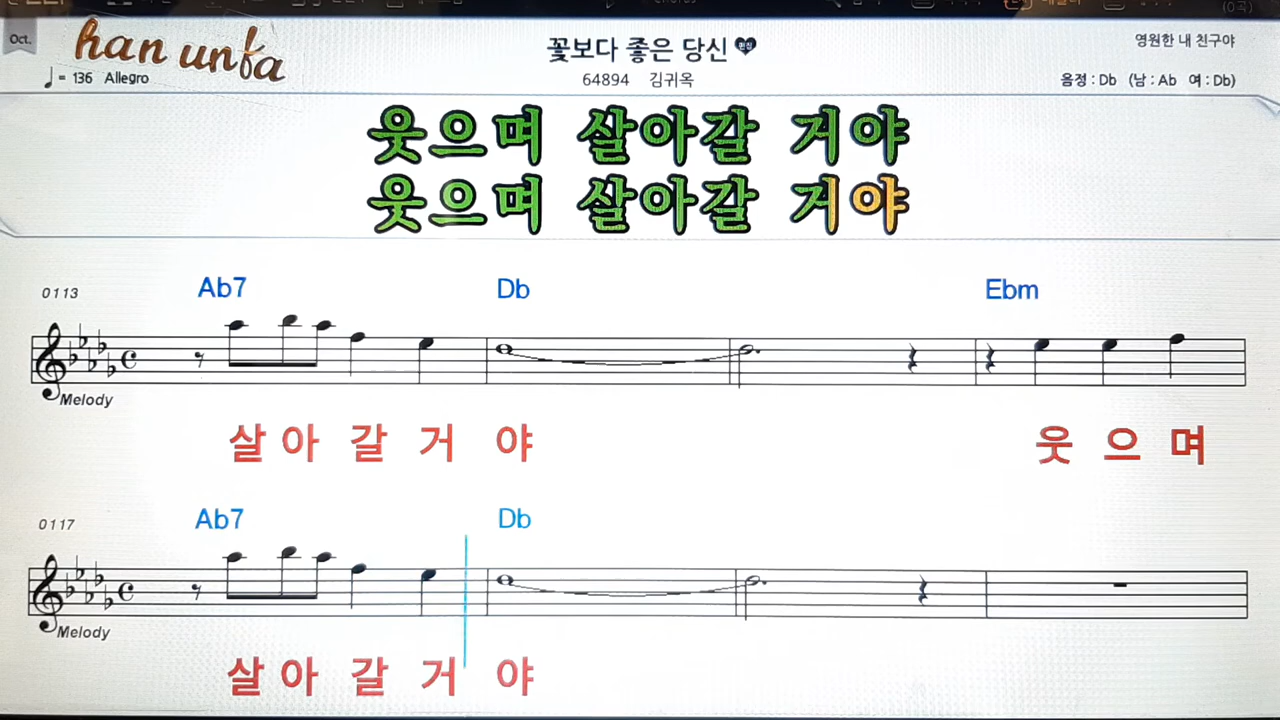 Oct.
han unfa
꽃보다 좋은 당신
영원한 내 친구야
♩= 136 Allegro
64894 김귀옥
음정 : Db (남 : Ab 여 : Db)
웃으며 살아갈 거야
웃으며 살아갈 거야
0113
Ab7 Db Ebm
Melody
살 아 갈 거 야 웃 으 며
0117
Ab7 Db
Melody
살 아 갈 거 야